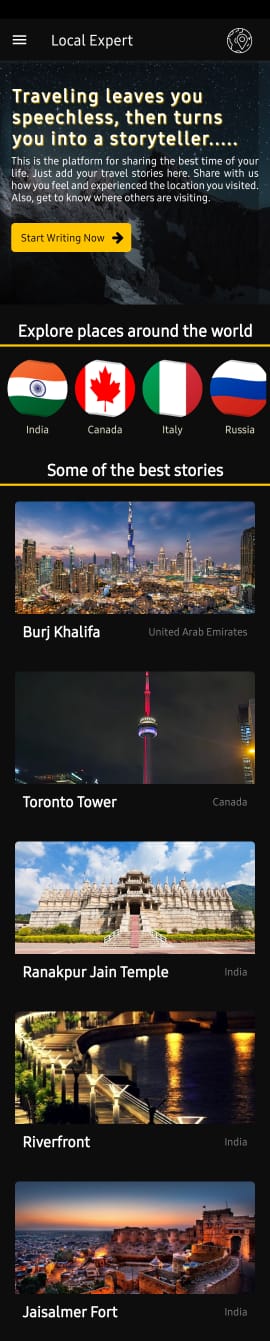 Local Expert
Traveling leaves you
speechless, then turns
you into a storyteller.....
This is the platform for sharing the best time of your
life. Just add your travel stories here. Share with us
how you feel and experienced the location you visited.
Also, get to know where others are visiting.
Start Writing Now
Explore places around the world
India Canada Italy Russia
Some of the best stories
Burj Khalifa United Arab Emirates
Toronto Tower Canada
Ranakpur Jain Temple India
Riverfront India
Jaisalmer Fort India